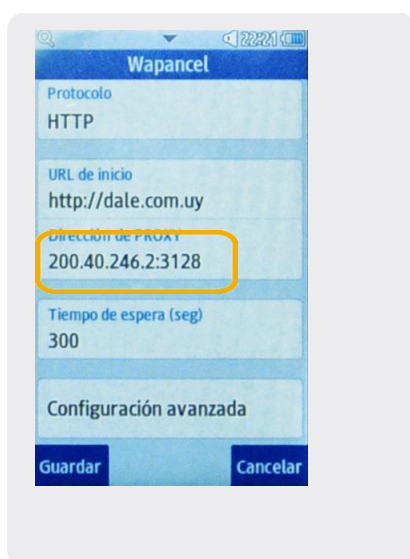 22:21
Wapancel
Protocolo
HTTP
URL de inicio
http://dale.com.uy
Dirección de PROXY
200.40.246.2:3128
Tiempo de espera (seg)
300
Configuración avanzada
Guardar
Cancelar